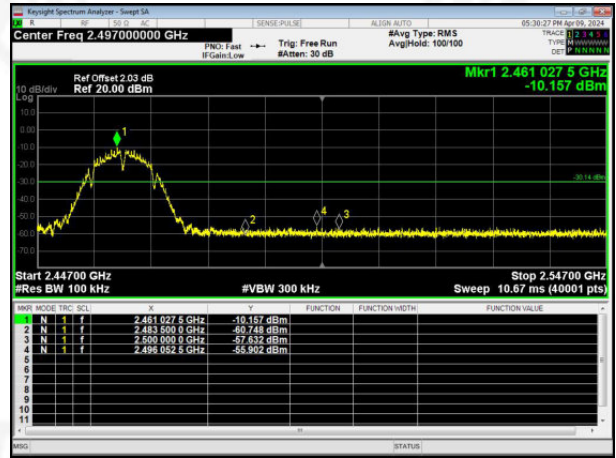 Keysight Spectrum Analyzer - Swept SA
R RF 50 Ω AC SENSE:PULSE ALIGN AUTO 05:30:27 PM Apr 09, 2024
Center Freq 2.497000000 GHz
PNO: Fast
IFGain:Low
Trig: Free Run
#Atten: 30 dB
#Avg Type: RMS
Avg|Hold: 100/100
TRACE 1 2 3 4 5 6
TYPE M W W W W W
DET P N N N N N
Mkr1 2.461 027 5 GHz
-10.157 dBm
10 dB/div
Log
Ref Offset 2.03 dB
Ref 20.00 dBm
10.0
0.00
-10.0
-20.0
-30.0
-40.0
-50.0
-60.0
-70.0
1
2
4
3
-30.14 dBm
Start 2.44700 GHz
Stop 2.54700 GHz
#Res BW 100 kHz
#VBW 300 kHz
Sweep 10.67 ms (40001 pts)
MKR MODE TRC SCL X Y FUNCTION FUNCTION WIDTH FUNCTION VALUE
1 N 1 f 2.461 027 5 GHz -10.157 dBm
2 N 1 f 2.483 500 0 GHz -60.748 dBm
3 N 1 f 2.500 000 0 GHz -57.632 dBm
4 N 1 f 2.496 052 5 GHz -55.902 dBm
5
6
7
8
9
10
11
MSG STATUS